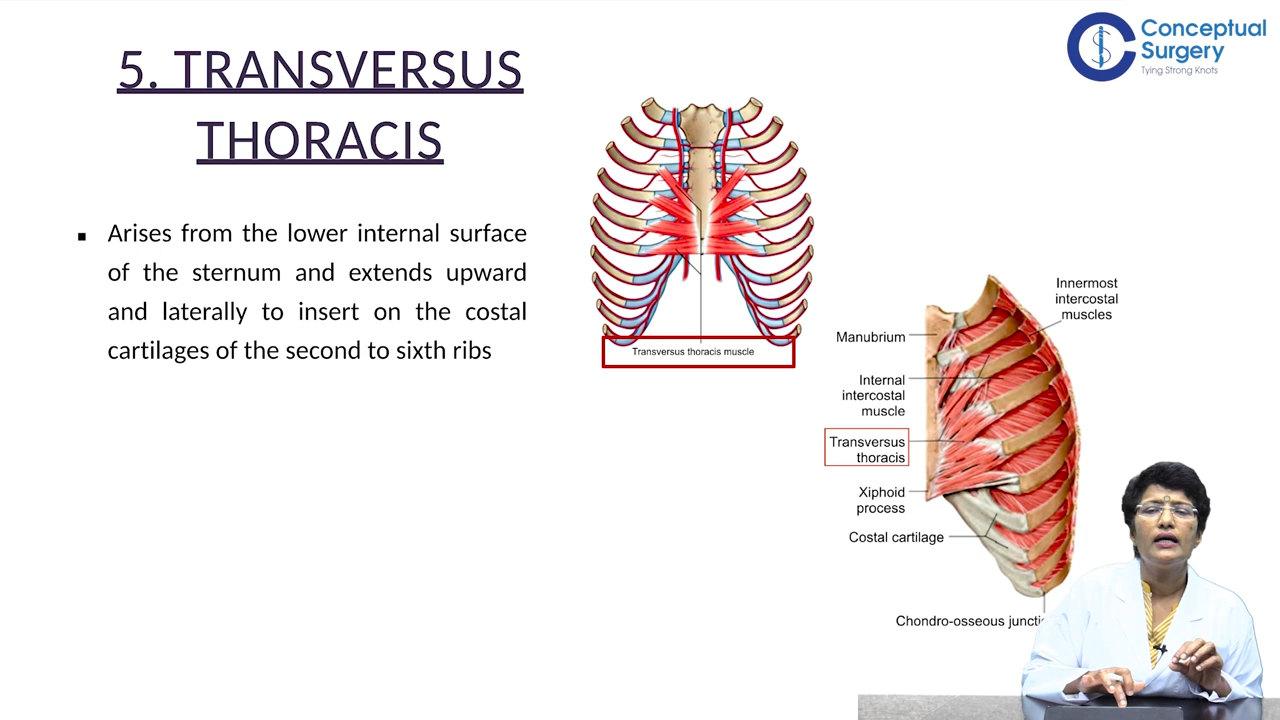 5. TRANSVERSUS
THORACIS
Conceptual
Surgery
Tying Strong Knots
▪ Arises from the lower internal surface
of the sternum and extends upward
and laterally to insert on the costal
cartilages of the second to sixth ribs
Transversus thoracis muscle
Innermost
intercostal
muscles
Manubrium
Internal
intercostal
muscle
Transversus
thoracis
Xiphoid
process
Costal cartilage
Chondro-osseous